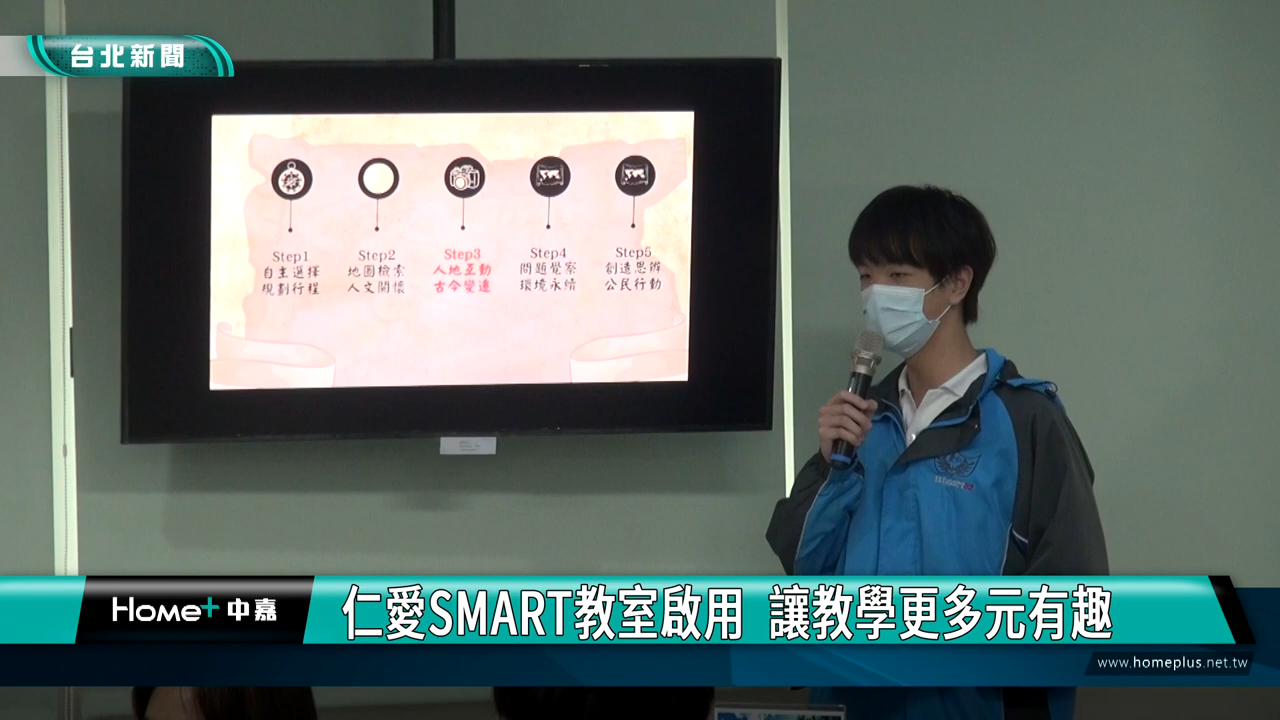 台北新聞
Step1
自主選擇
規劃行程
Step2
地圖檢索
人文關懷
Step3
人地互動
古今變遷
Step4
問題覺察
環境永續
Step5
創造思辨
公民行動
Home+中嘉
仁愛SMART教室啟用 讓教學更多元有趣
www.homeplus.net.tw